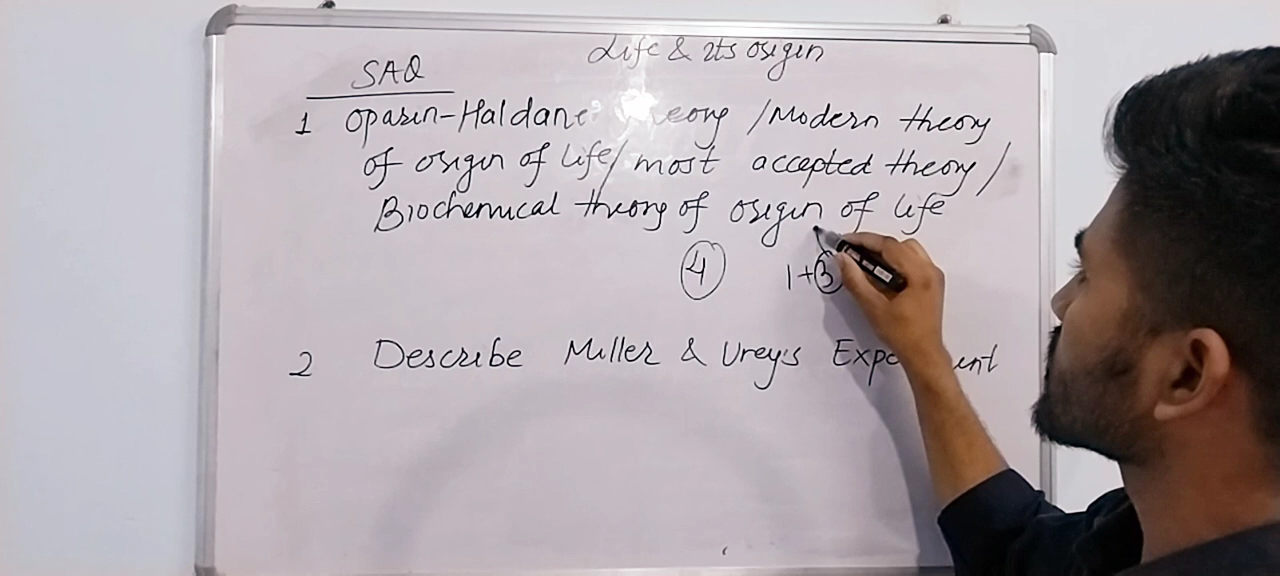 Life & Its origin
SAQ
1 Oparin-Haldane's theory /Modern theory
of origin of life/most accepted theory/
Biochemical theory of origin of life
4 1+3
2 Describe Miller & Urey's